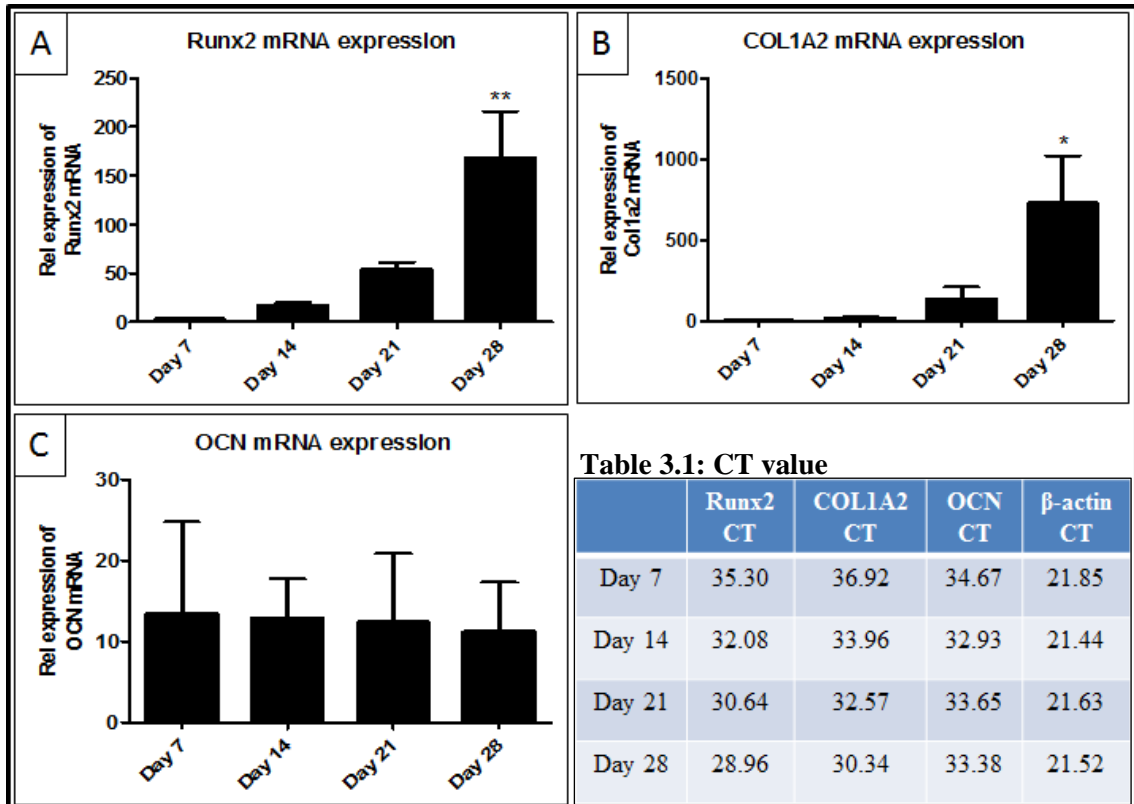 A
Runx2 mRNA expression
Rel expression of
Runx2 mRNA
250
200
150
100
50
0
**
Day 7
Day 14
Day 21
Day 28
B
COL1A2 mRNA expression
Rel expression of
Col1a2 mRNA
1500
1000
500
0
*
Day 7
Day 14
Day 21
Day 28
C
OCN mRNA expression
Rel expression of
OCN mRNA
30
20
10
0
Day 7
Day 14
Day 21
Day 28
Table 3.1: CT value
Runx2 CT COL1A2 CT OCN CT β-actin CT
Day 7 35.30 36.92 34.67 21.85
Day 14 32.08 33.96 32.93 21.44
Day 21 30.64 32.57 33.65 21.63
Day 28 28.96 30.34 33.38 21.52